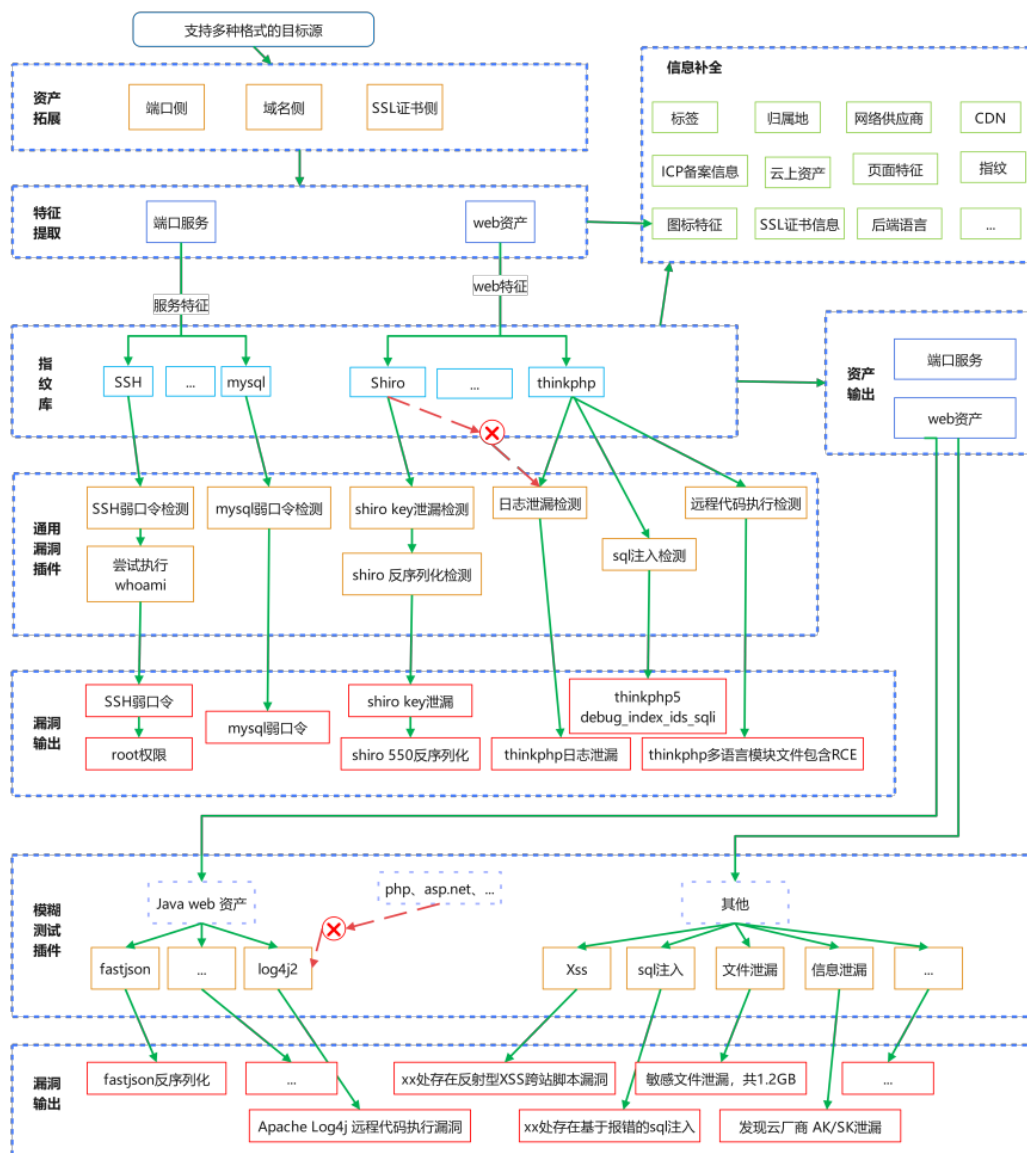 支持多种格式的目标源
资产
拓展
端口侧
域名侧
SSL证书侧
信息补全
标签
归属地
网络供应商
CDN
ICP备案信息
云上资产
页面特征
指纹
图标特征
SSL证书信息
后端语言
...
特征
提取
端口服务
web资产
服务特征
web特征
指
纹
库
SSH
...
mysql
Shiro
...
thinkphp
资产
输出
端口服务
web资产
通用
漏洞
插件
SSH弱口令检测
mysql弱口令检测
shiro key泄漏检测
日志泄漏检测
远程代码执行检测
尝试执行
whoami
shiro 反序列化检测
sql注入检测
漏洞
输出
SSH弱口令
mysql弱口令
shiro key泄漏
thinkphp5
debug_index_ids_sqli
root权限
shiro 550反序列化
thinkphp日志泄漏
thinkphp多语言模块文件包含RCE
模糊
测试
插件
Java web 资产
php、asp.net、...
其他
fastjson
...
log4j2
Xss
sql注入
文件泄漏
信息泄漏
...
漏洞
输出
fastjson反序列化
...
xx处存在反射型XSS跨站脚本漏洞
敏感文件泄漏，共1.2GB
...
Apache Log4j 远程代码执行漏洞
xx处存在基于报错的sql注入
发现云厂商 AK/SK泄漏